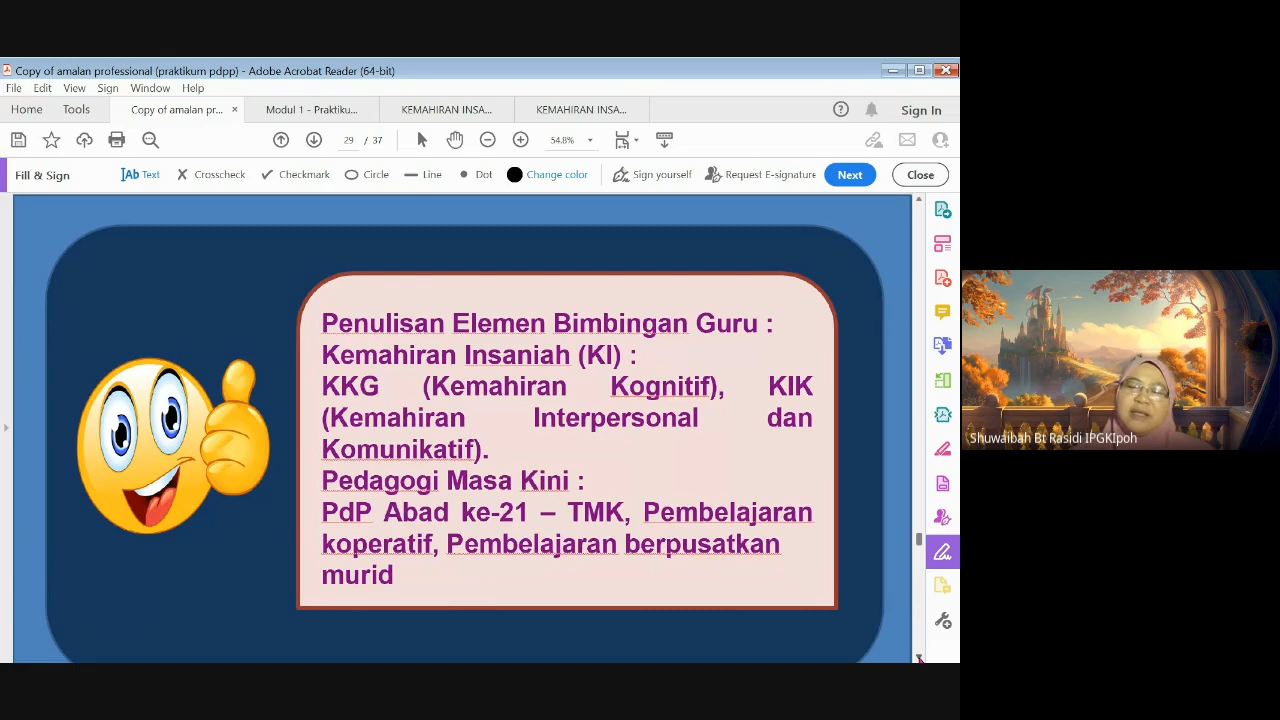 Copy of amalan professional (praktikum pdpp) - Adobe Acrobat Reader (64-bit)
File Edit View Sign Window Help
Home Tools Copy of amalan pr... × Modul 1 - Praktiku... KEMAHIRAN INSA... KEMAHIRAN INSA... Sign In
29 / 37 54.8%
Fill & Sign Ab Text Crosscheck Checkmark Circle Line Dot Change color Sign yourself Request E-signature Next Close
Penulisan Elemen Bimbingan Guru :
Kemahiran Insaniah (KI) :
KKG (Kemahiran Kognitif), KIK
(Kemahiran Interpersonal dan
Komunikatif).
Pedagogi Masa Kini :
PdP Abad ke-21 – TMK, Pembelajaran
koperatif, Pembelajaran berpusatkan
murid
Shuwaibah Bt Rasidi IPGKIpoh